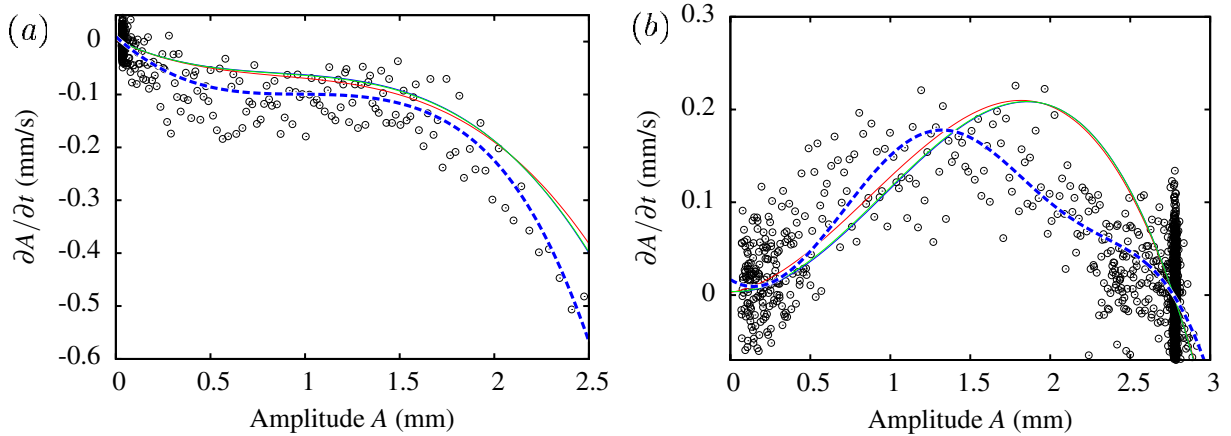 (a)
0
-0.1
-0.2
-0.3
-0.4
-0.5
-0.6
∂A/∂t (mm/s)
0 0.5 1 1.5 2 2.5
Amplitude A (mm)
(b)
0.3
0.2
0.1
0
∂A/∂t (mm/s)
0 0.5 1 1.5 2 2.5 3
Amplitude A (mm)